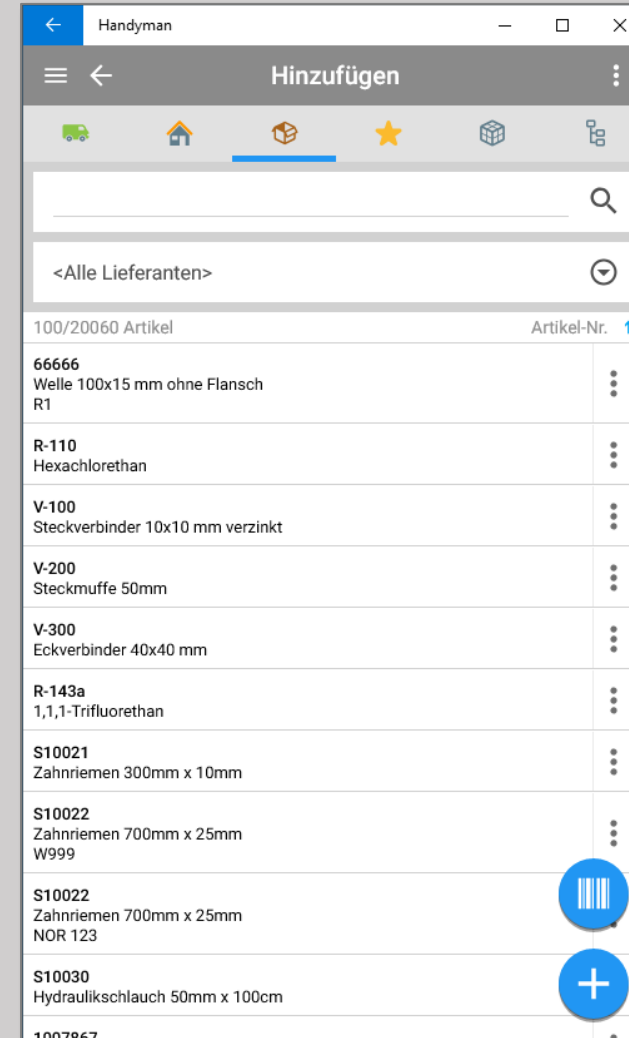 Handyman
Hinzufügen
<Alle Lieferanten>
100/20060 Artikel Artikel-Nr.
66666
Welle 100x15 mm ohne Flansch
R1
R-110
Hexachlorethan
V-100
Steckverbinder 10x10 mm verzinkt
V-200
Steckmuffe 50mm
V-300
Eckverbinder 40x40 mm
R-143a
1,1,1-Trifluorethan
S10021
Zahnriemen 300mm x 10mm
S10022
Zahnriemen 700mm x 25mm
W999
S10022
Zahnriemen 700mm x 25mm
NOR 123
S10030
Hydraulikschlauch 50mm x 100cm
1007867